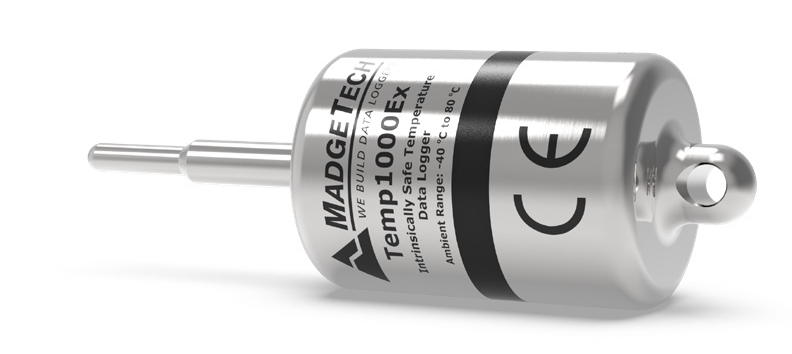 MADGETECH
WE BUILD DATA LOGGERS
Temp1000Ex
Intrinsically Safe Temperature
Data Logger
Ambient Range: -40 °C to 80 °C
CE